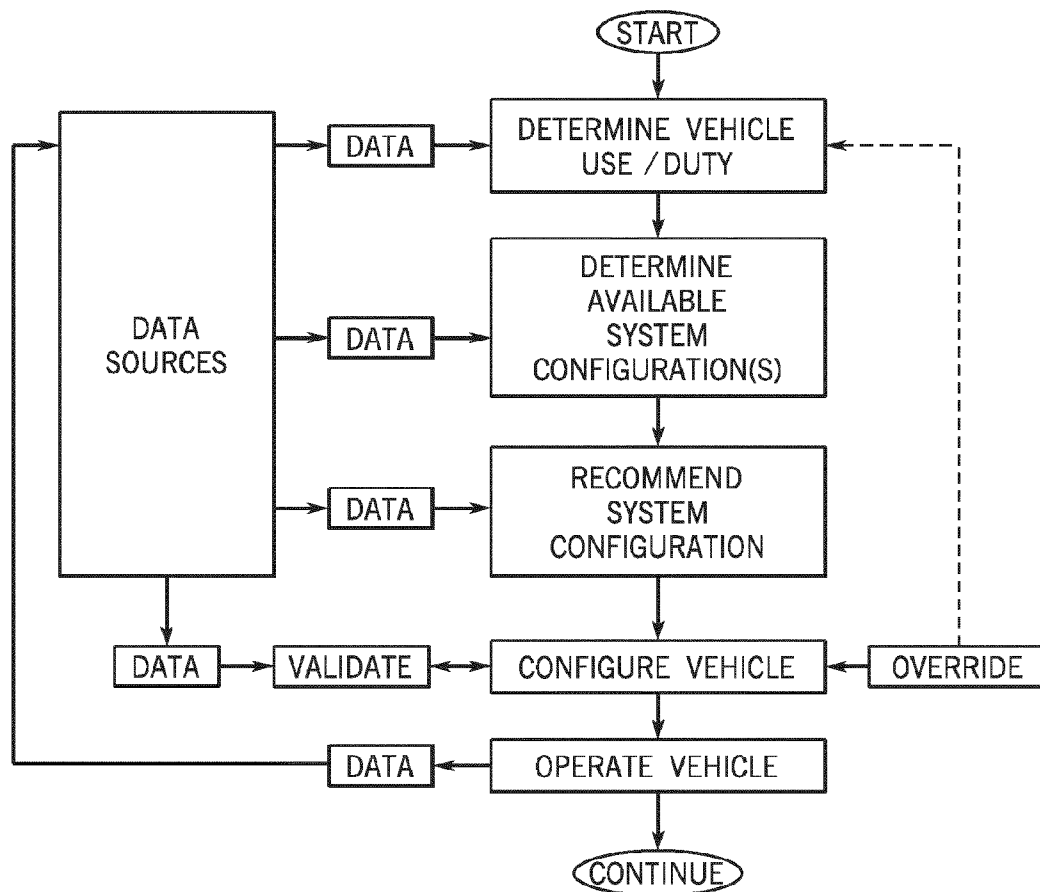 START
DATA
DETERMINE VEHICLE
USE / DUTY
DATA
SOURCES
DATA
DETERMINE
AVAILABLE
SYSTEM
CONFIGURATION(S)
DATA
RECOMMEND
SYSTEM
CONFIGURATION
DATA
VALIDATE
CONFIGURE VEHICLE
OVERRIDE
DATA
OPERATE VEHICLE
CONTINUE